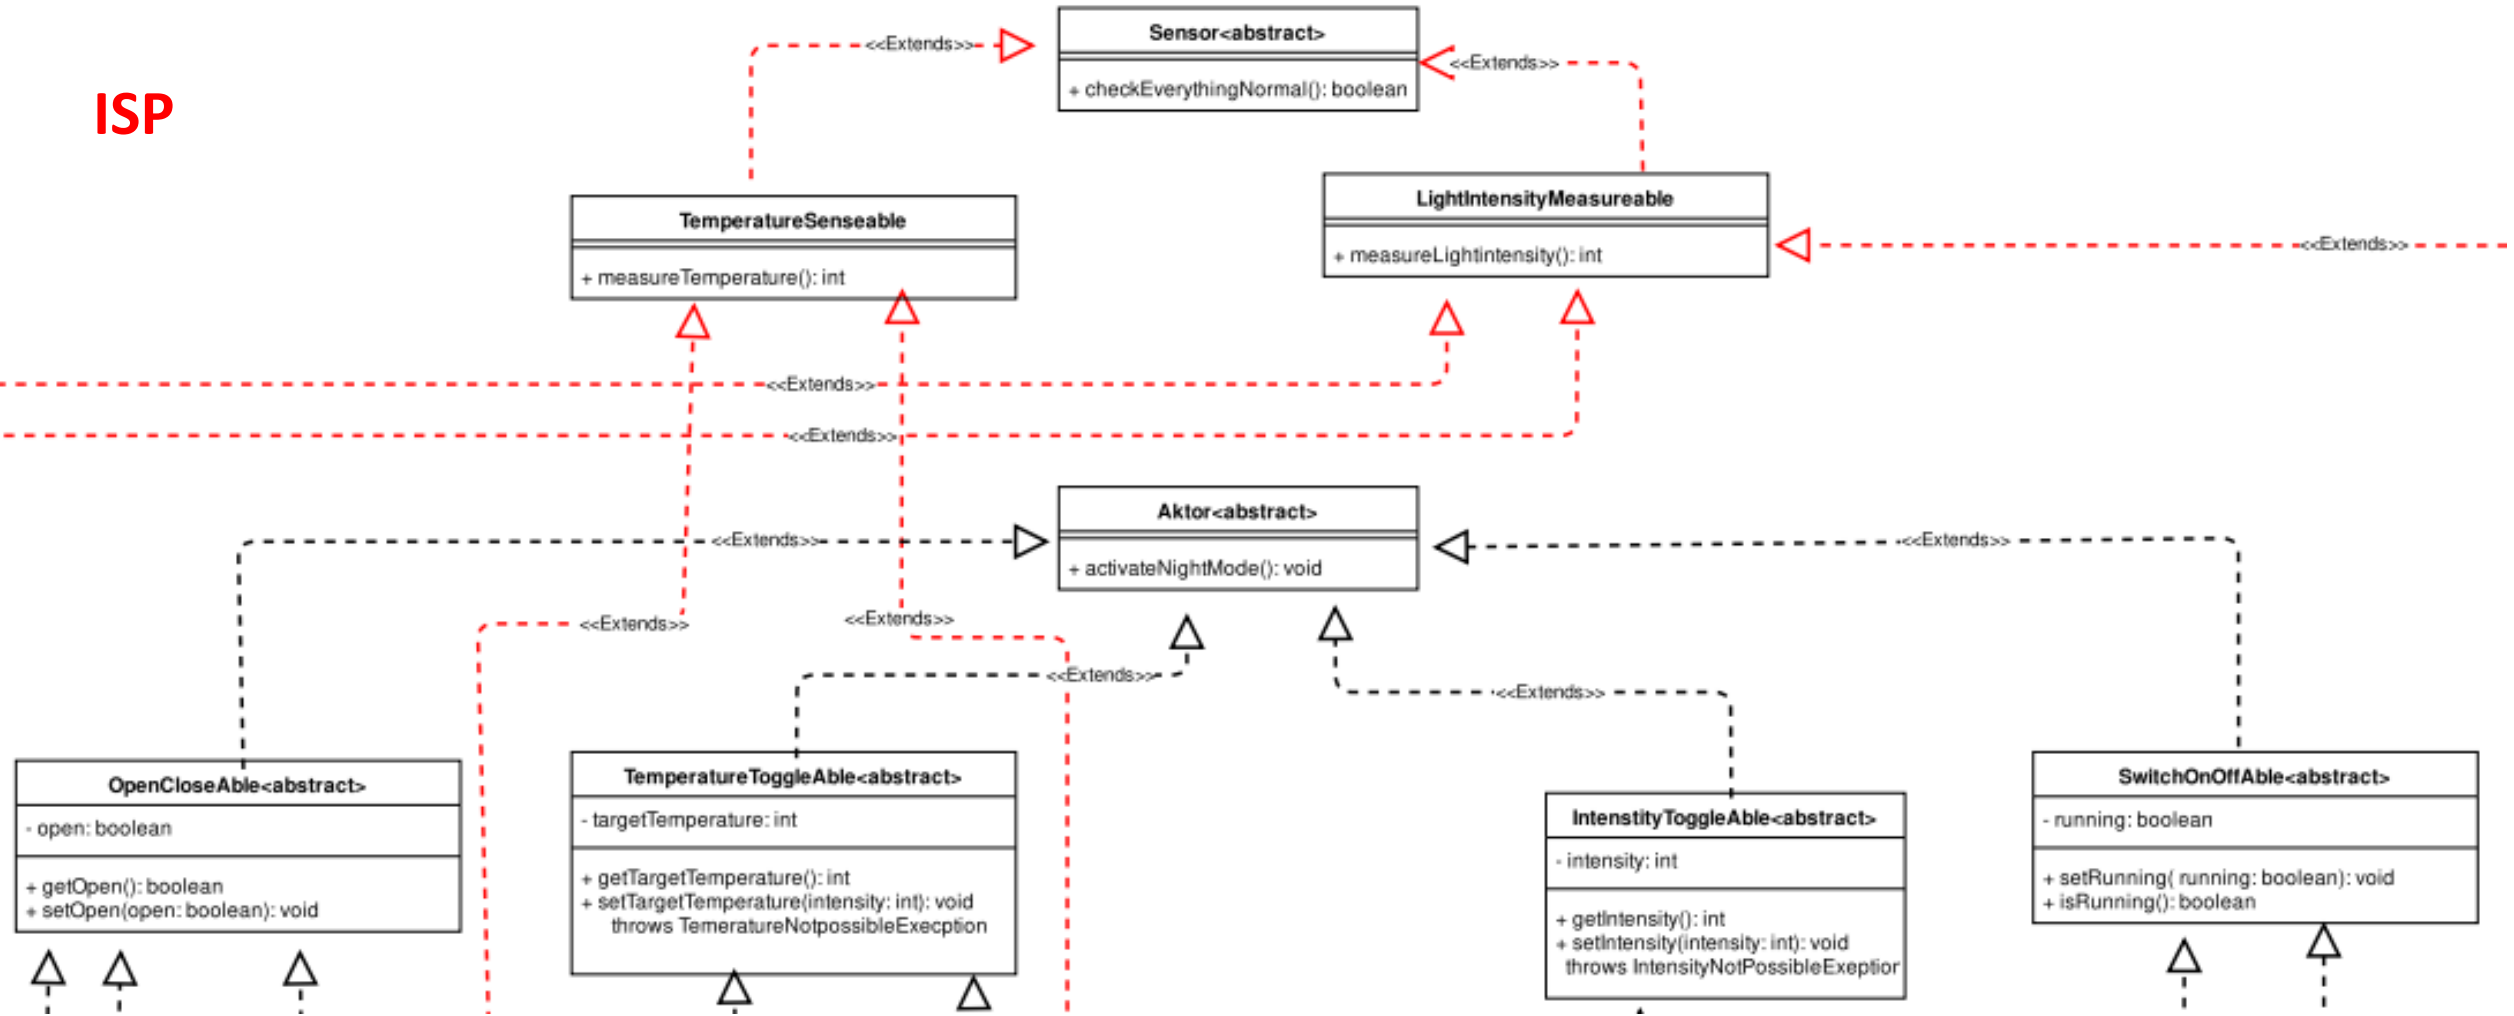 ISP
Sensor<abstract>
+ checkEverythingNormal(): boolean
<<Extends>>
<<Extends>>
TemperatureSenseable
+ measureTemperature(): int
LightIntensityMeasureable
+ measureLightintensity(): int
<<Extends>>
<<Extends>>
<<Extends>>
Aktor<abstract>
+ activateNightMode(): void
<<Extends>>
<<Extends>>
<<Extends>>
<<Extends>>
<<Extends>>
<<Extends>>
OpenCloseAble<abstract>
- open: boolean
+ getOpen(): boolean
+ setOpen(open: boolean): void
TemperatureToggleAble<abstract>
- targetTemperature: int
+ getTargetTemperature(): int
+ setTargetTemperature(intensity: int): void
throws TemeratureNotpossibleExecption
IntenstityToggleAble<abstract>
- intensity: int
+ getIntensity(): int
+ setIntensity(intensity: int): void
throws IntensityNotPossibleExeption
SwitchOnOffAble<abstract>
- running: boolean
+ setRunning( running: boolean): void
+ isRunning(): boolean